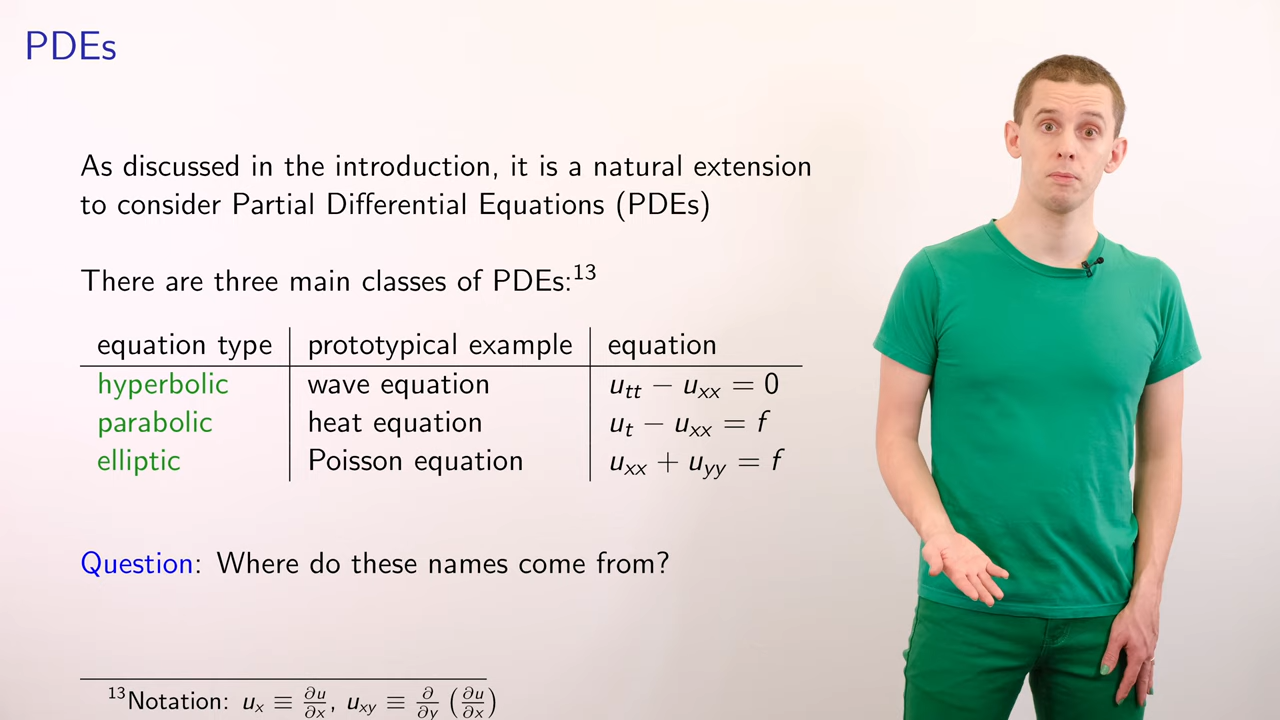 PDEs
As discussed in the introduction, it is a natural extension
to consider Partial Differential Equations (PDEs)
There are three main classes of PDEs:¹³
equation type | prototypical example | equation
hyperbolic | wave equation | u_tt − u_xx = 0
parabolic | heat equation | u_t − u_xx = f
elliptic | Poisson equation | u_xx + u_yy = f
Question: Where do these names come from?
¹³Notation: u_x ≡ ∂u/∂x, u_xy ≡ ∂/∂y (∂u/∂x)